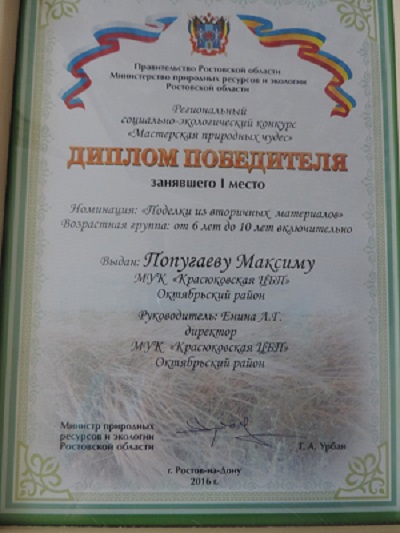 Правительство Ростовской области
Министерство природных ресурсов и экологии
Ростовской области
Региональный
социально-экологический конкурс
«Мастерская природных чудес»
ДИПЛОМ ПОБЕДИТЕЛЯ
занявшего I место
Номинация: «Поделки из вторичных материалов»
Возрастная группа: от 6 лет до 10 лет включительно
Выдан: Попугаеву Максиму
МУК «Красюковская ЦБП»
Октябрьский район
Руководитель: Енина Л.Г.
директор
МУК «Красюковская ЦБП»
Октябрьский район
Министр природных
ресурсов и экологии
Ростовской области
Г. А. Урбан
г. Ростов-на-Дону
2016 г.